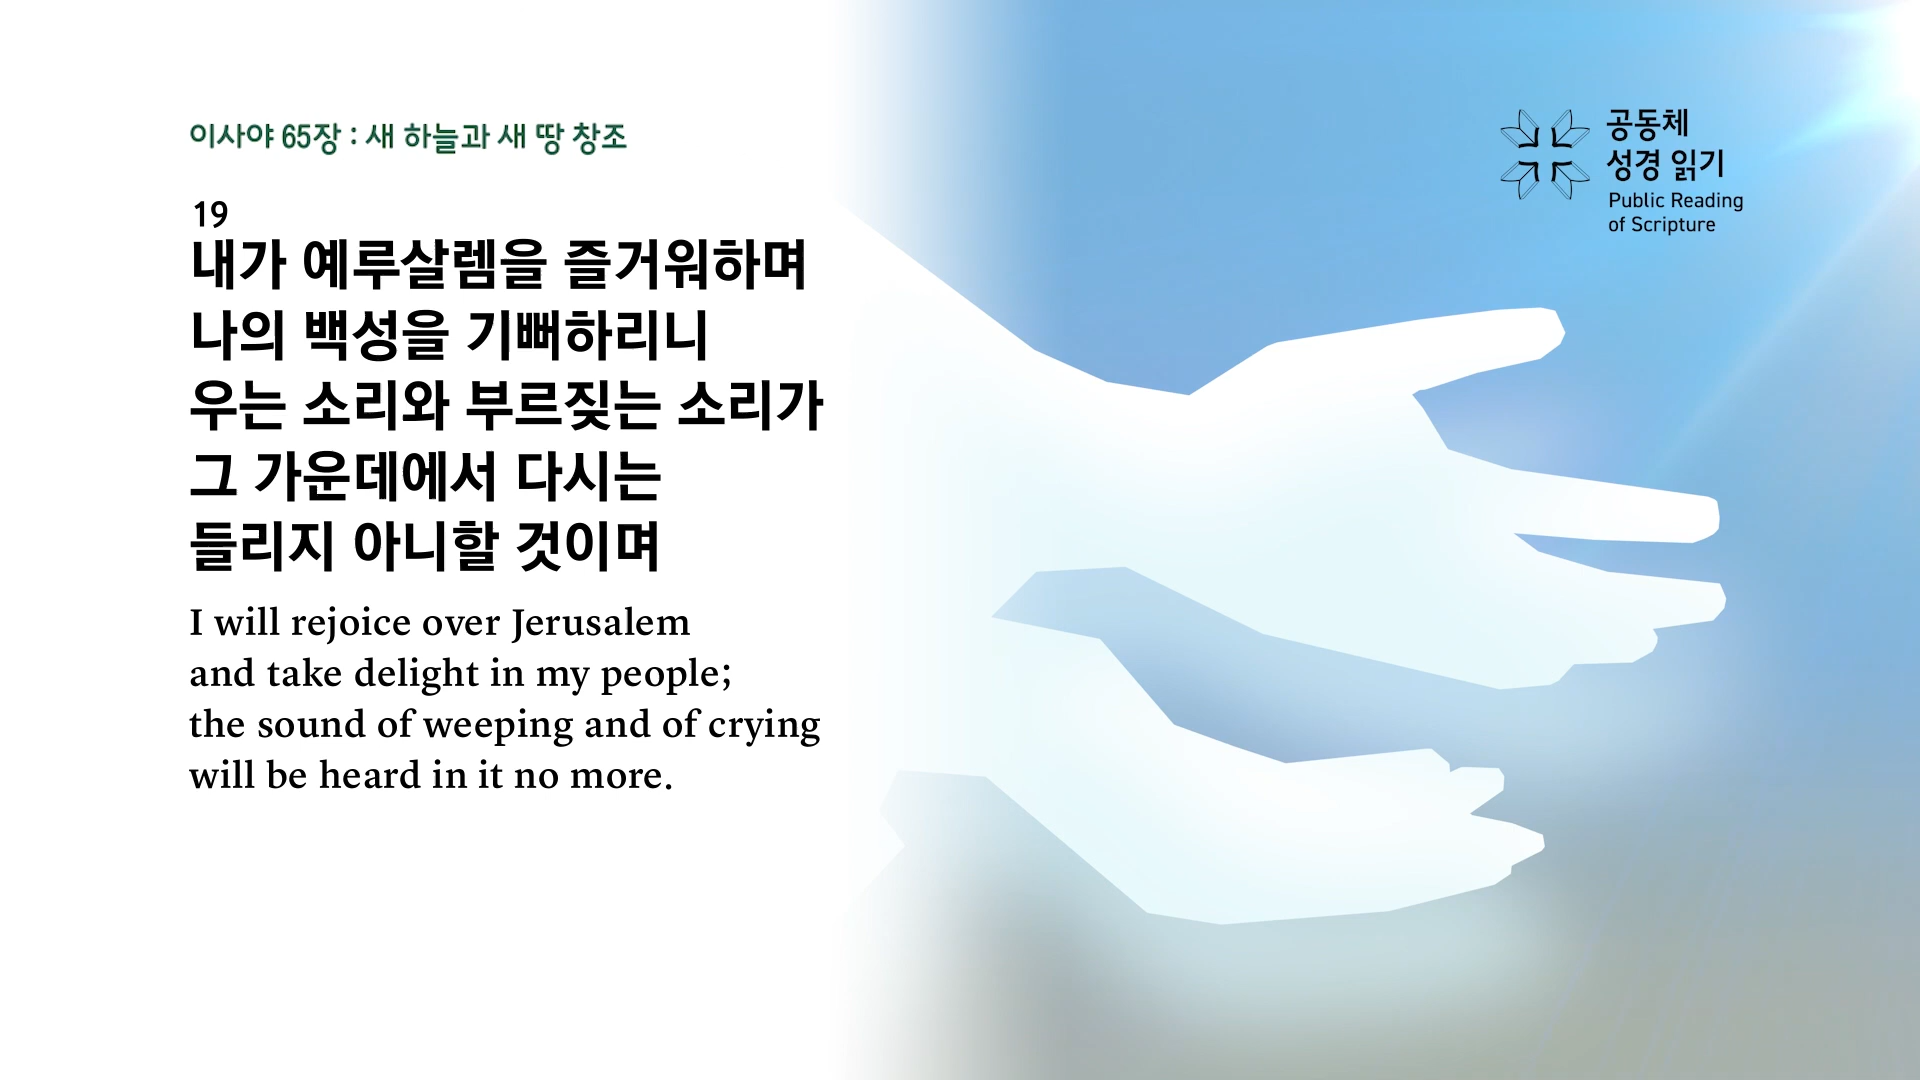 이사야 65장 : 새 하늘과 새 땅 창조
19
내가 예루살렘을 즐거워하며
나의 백성을 기뻐하리니
우는 소리와 부르짖는 소리가
그 가운데에서 다시는
들리지 아니할 것이며
I will rejoice over Jerusalem
and take delight in my people;
the sound of weeping and of crying
will be heard in it no more.
공동체
성경 읽기
Public Reading
of Scripture